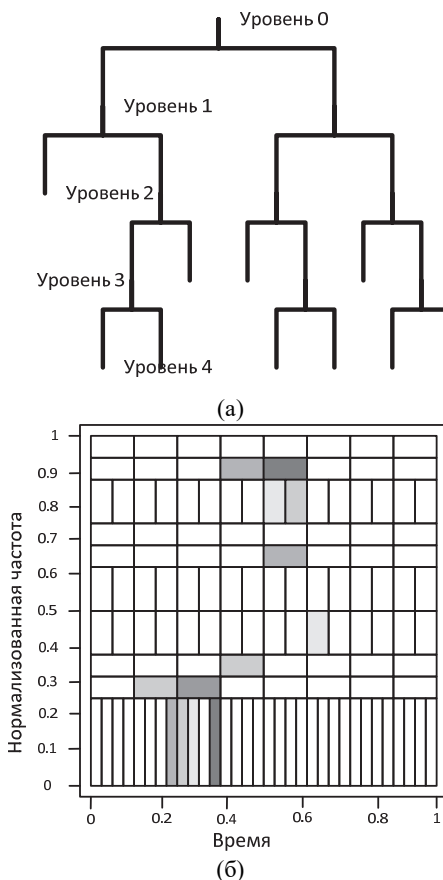 Уровень 0
Уровень 1
Уровень 2
Уровень 3
Уровень 4
(а)
Нормализованная частота
1
0.9
0.8
0.7
0.6
0.5
0.4
0.3
0.2
0.1
0
0 0.2 0.4 0.6 0.8 1
Время
(б)